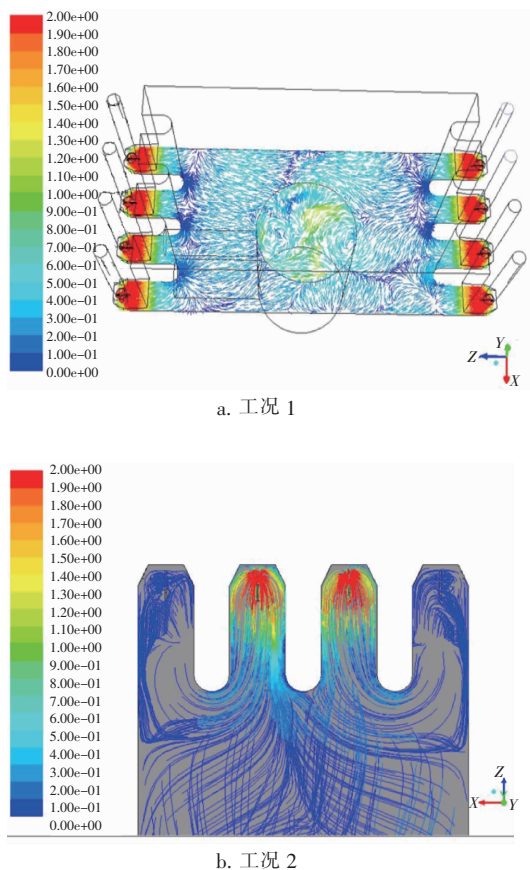 2.00e+00
1.90e+00
1.80e+00
1.70e+00
1.60e+00
1.50e+00
1.40e+00
1.30e+00
1.20e+00
1.10e+00
1.00e+00
9.00e-01
8.00e-01
7.00e-01
6.00e-01
5.00e-01
4.00e-01
3.00e-01
2.00e-01
1.00e-01
0.00e+00
Y
Z
X
a. 工况 1
2.00e+00
1.90e+00
1.80e+00
1.70e+00
1.60e+00
1.50e+00
1.40e+00
1.30e+00
1.20e+00
1.10e+00
1.00e+00
9.00e-01
8.00e-01
7.00e-01
6.00e-01
5.00e-01
4.00e-01
3.00e-01
2.00e-01
1.00e-01
0.00e+00
Z
X Y
b. 工况 2